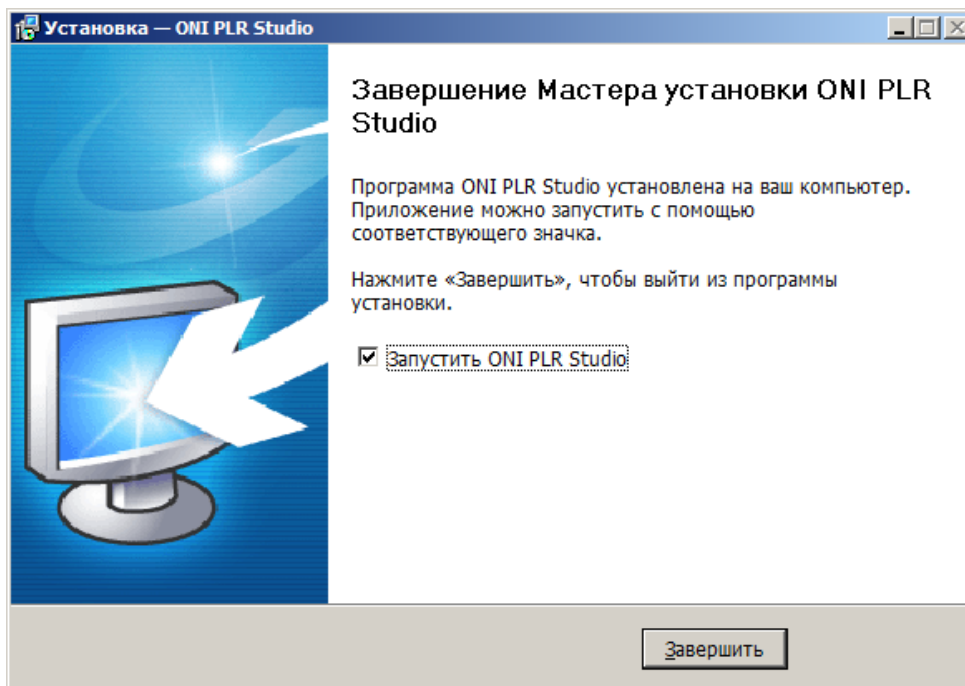 Установка — ONI PLR Studio
Завершение Мастера установки ONI PLR
Studio
Программа ONI PLR Studio установлена на ваш компьютер.
Приложение можно запустить с помощью
соответствующего значка.
Нажмите «Завершить», чтобы выйти из программы
установки.
Запустить ONI PLR Studio
Завершить